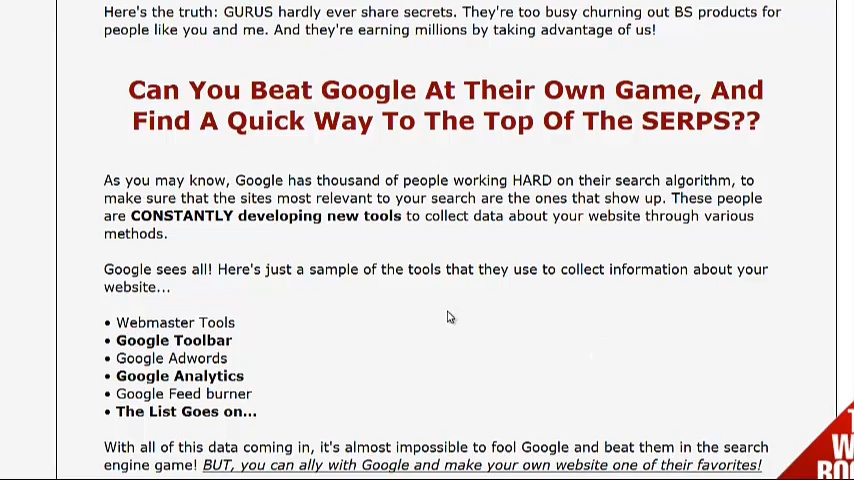 Here's the truth: GURUS hardly ever share secrets. They're too busy churning out BS products for
people like you and me. And they're earning millions by taking advantage of us!
Can You Beat Google At Their Own Game, And
Find A Quick Way To The Top Of The SERPS??
As you may know, Google has thousand of people working HARD on their search algorithm, to
make sure that the sites most relevant to your search are the ones that show up. These people
are CONSTANTLY developing new tools to collect data about your website through various
methods.
Google sees all! Here's just a sample of the tools that they use to collect information about your
website...
• Webmaster Tools
• Google Toolbar
• Google Adwords
• Google Analytics
• Google Feed burner
• The List Goes on...
With all of this data coming in, it's almost impossible to fool Google and beat them in the search
engine game! BUT, you can ally with Google and make your own website one of their favorites!